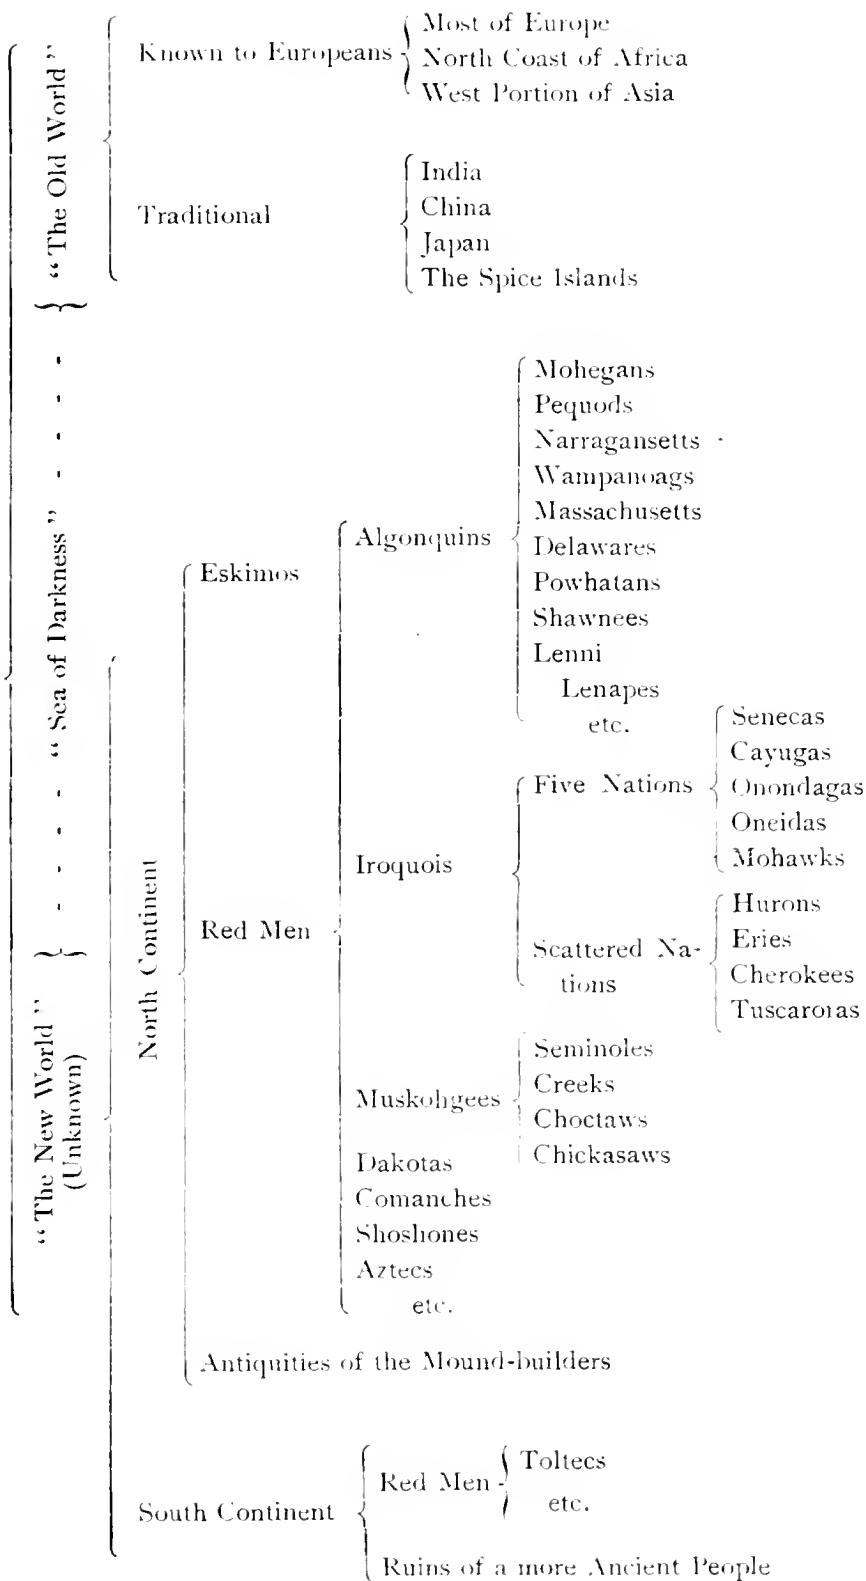 "The Old World"
Known to Europeans
Most of Europe
North Coast of Africa
West Portion of Asia
Traditional
India
China
Japan
The Spice Islands
- - - - "Sea of Darkness" - - - -
"The New World"
(Unknown)
North Continent
Eskimos
Red Men
Algonquins
Mohegans
Pequods
Narragansetts
Wampanoags
Massachusetts
Delawares
Powhatans
Shawnees
Lenni
Lenapes
etc.
Iroquois
Five Nations
Senecas
Cayugas
Onondagas
Oneidas
Mohawks
Scattered Na-
tions
Hurons
Eries
Cherokees
Tuscaroras
Muskohgees
Seminoles
Creeks
Choctaws
Chickasaws
Dakotas
Comanches
Shoshones
Aztecs
etc.
Antiquities of the Mound-builders
South Continent
Red Men
Toltecs
etc.
Ruins of a more Ancient People